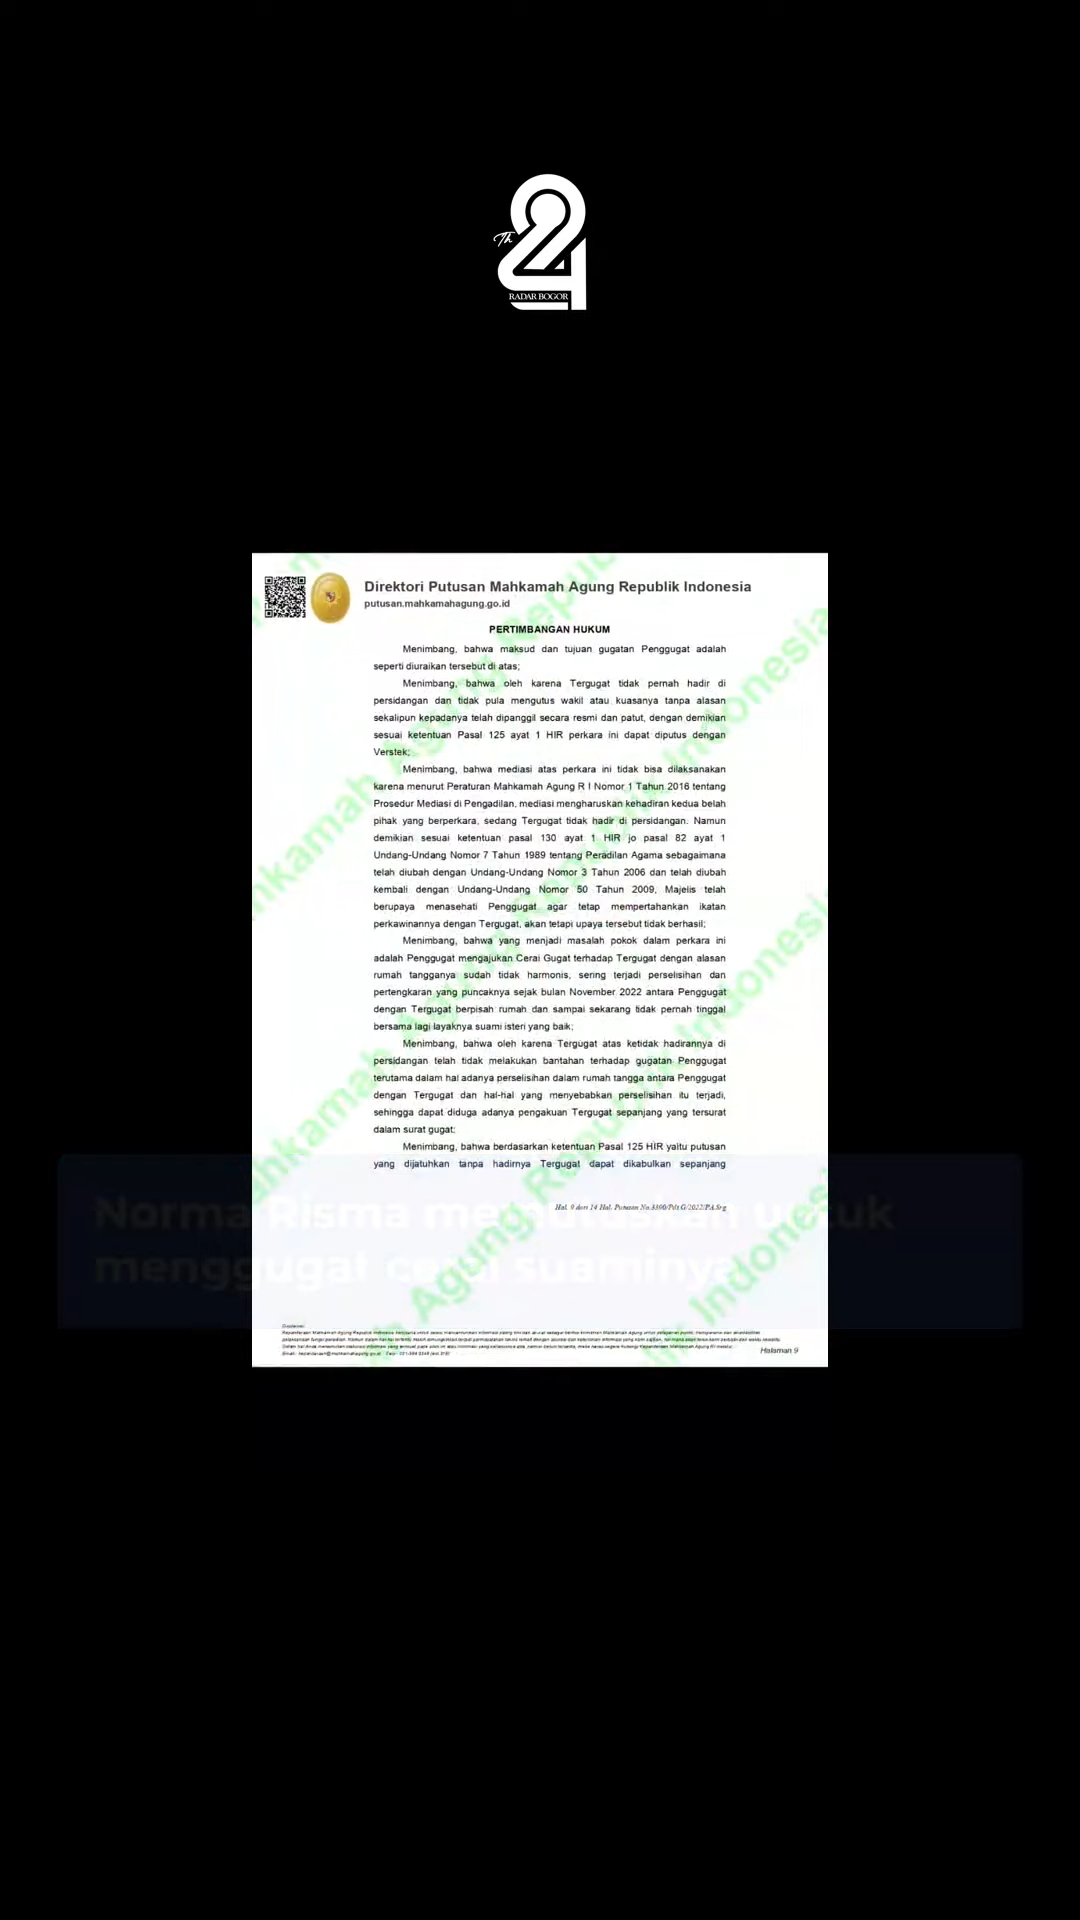 Th
24
RADAR BOGOR
Direktori Putusan Mahkamah Agung Republik Indonesia
putusan.mahkamahagung.go.id
PERTIMBANGAN HUKUM
Menimbang, bahwa maksud dan tujuan gugatan Penggugat adalah
seperti diuraikan tersebut di atas;
Menimbang, bahwa oleh karena Tergugat tidak pernah hadir di
persidangan dan tidak pula mengutus wakil atau kuasanya tanpa alasan
sekalipun kepadanya telah dipanggil secara resmi dan patut, dengan demikian
sesuai ketentuan Pasal 125 ayat 1 HIR perkara ini dapat diputus dengan
Verstek;
Menimbang, bahwa mediasi atas perkara ini tidak bisa dilaksanakan
karena menurut Peraturan Mahkamah Agung R I Nomor 1 Tahun 2016 tentang
Prosedur Mediasi di Pengadilan, mediasi mengharuskan kehadiran kedua belah
pihak yang berperkara, sedang Tergugat tidak hadir di persidangan. Namun
demikian sesuai ketentuan pasal 130 ayat 1 HIR jo pasal 82 ayat 1
Undang-Undang Nomor 7 Tahun 1989 tentang Peradilan Agama sebagaimana
telah diubah dengan Undang-Undang Nomor 3 Tahun 2006 dan telah diubah
kembali dengan Undang-Undang Nomor 50 Tahun 2009, Majelis telah
berupaya menasehati Penggugat agar tetap mempertahankan ikatan
perkawinannya dengan Tergugat, akan tetapi upaya tersebut tidak berhasil;
Menimbang, bahwa yang menjadi masalah pokok dalam perkara ini
adalah Penggugat mengajukan Cerai Gugat terhadap Tergugat dengan alasan
rumah tangganya sudah tidak harmonis, sering terjadi perselisihan dan
pertengkaran yang puncaknya sejak bulan November 2022 antara Penggugat
dengan Tergugat berpisah rumah dan sampai sekarang tidak pernah tinggal
bersama lagi layaknya suami isteri yang baik;
Menimbang, bahwa oleh karena Tergugat atas ketidak hadirannya di
persidangan telah tidak melakukan bantahan terhadap gugatan Penggugat
terutama dalam hal adanya perselisihan dalam rumah tangga antara Penggugat
dengan Tergugat dan hal-hal yang menyebabkan perselisihan itu terjadi,
sehingga dapat diduga adanya pengakuan Tergugat sepanjang yang tersurat
dalam surat gugat;
Menimbang, bahwa berdasarkan ketentuan Pasal 125 HIR yaitu putusan
yang dijatuhkan tanpa hadirnya Tergugat dapat dikabulkan sepanjang
Norma Risma memutuskan untuk
menggugat cerai suaminya
Hal. 9 dari 14 Hal. Putusan No.3390/Pdt.G/2022/PA.Srg
Disclaimer
Halaman 9